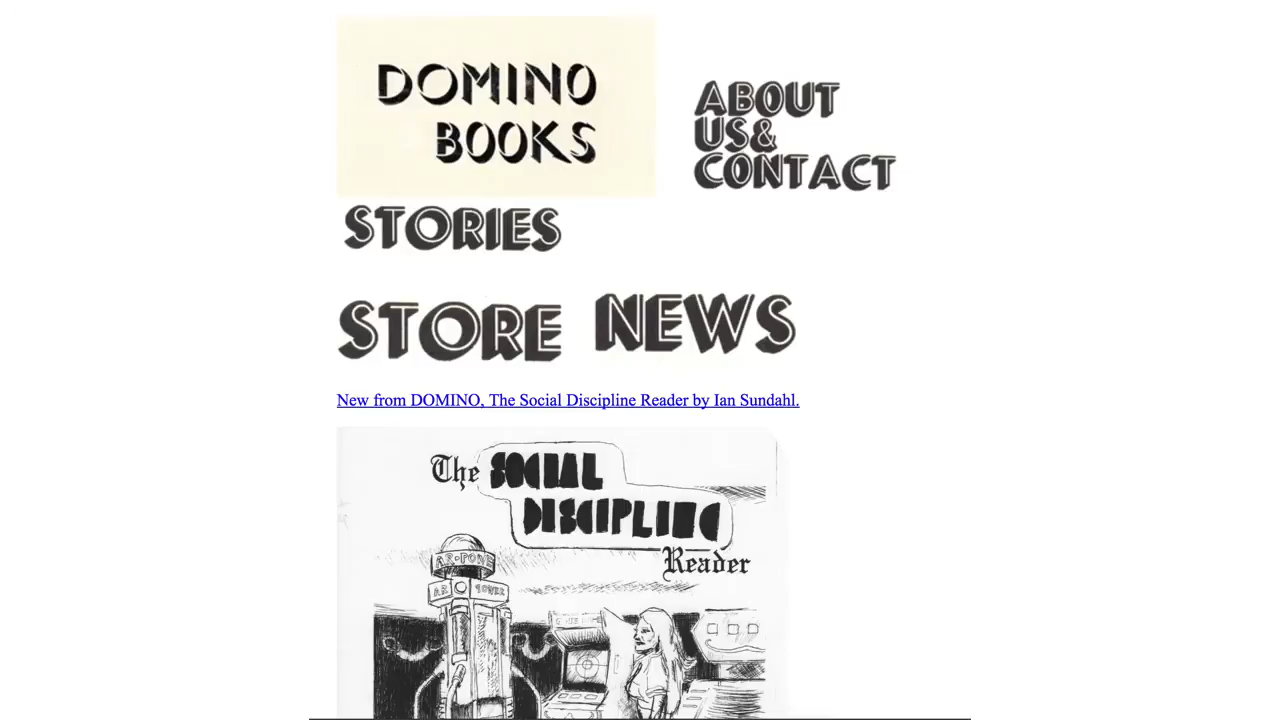 DOMINO
BOOKS
ABOUT
US&
CONTACT
STORIES
STORE NEWS
New from DOMINO, The Social Discipline Reader by Ian Sundahl.
The SOCIAL
DISCIPLINE
Reader
AR-PORE
AR TOWER